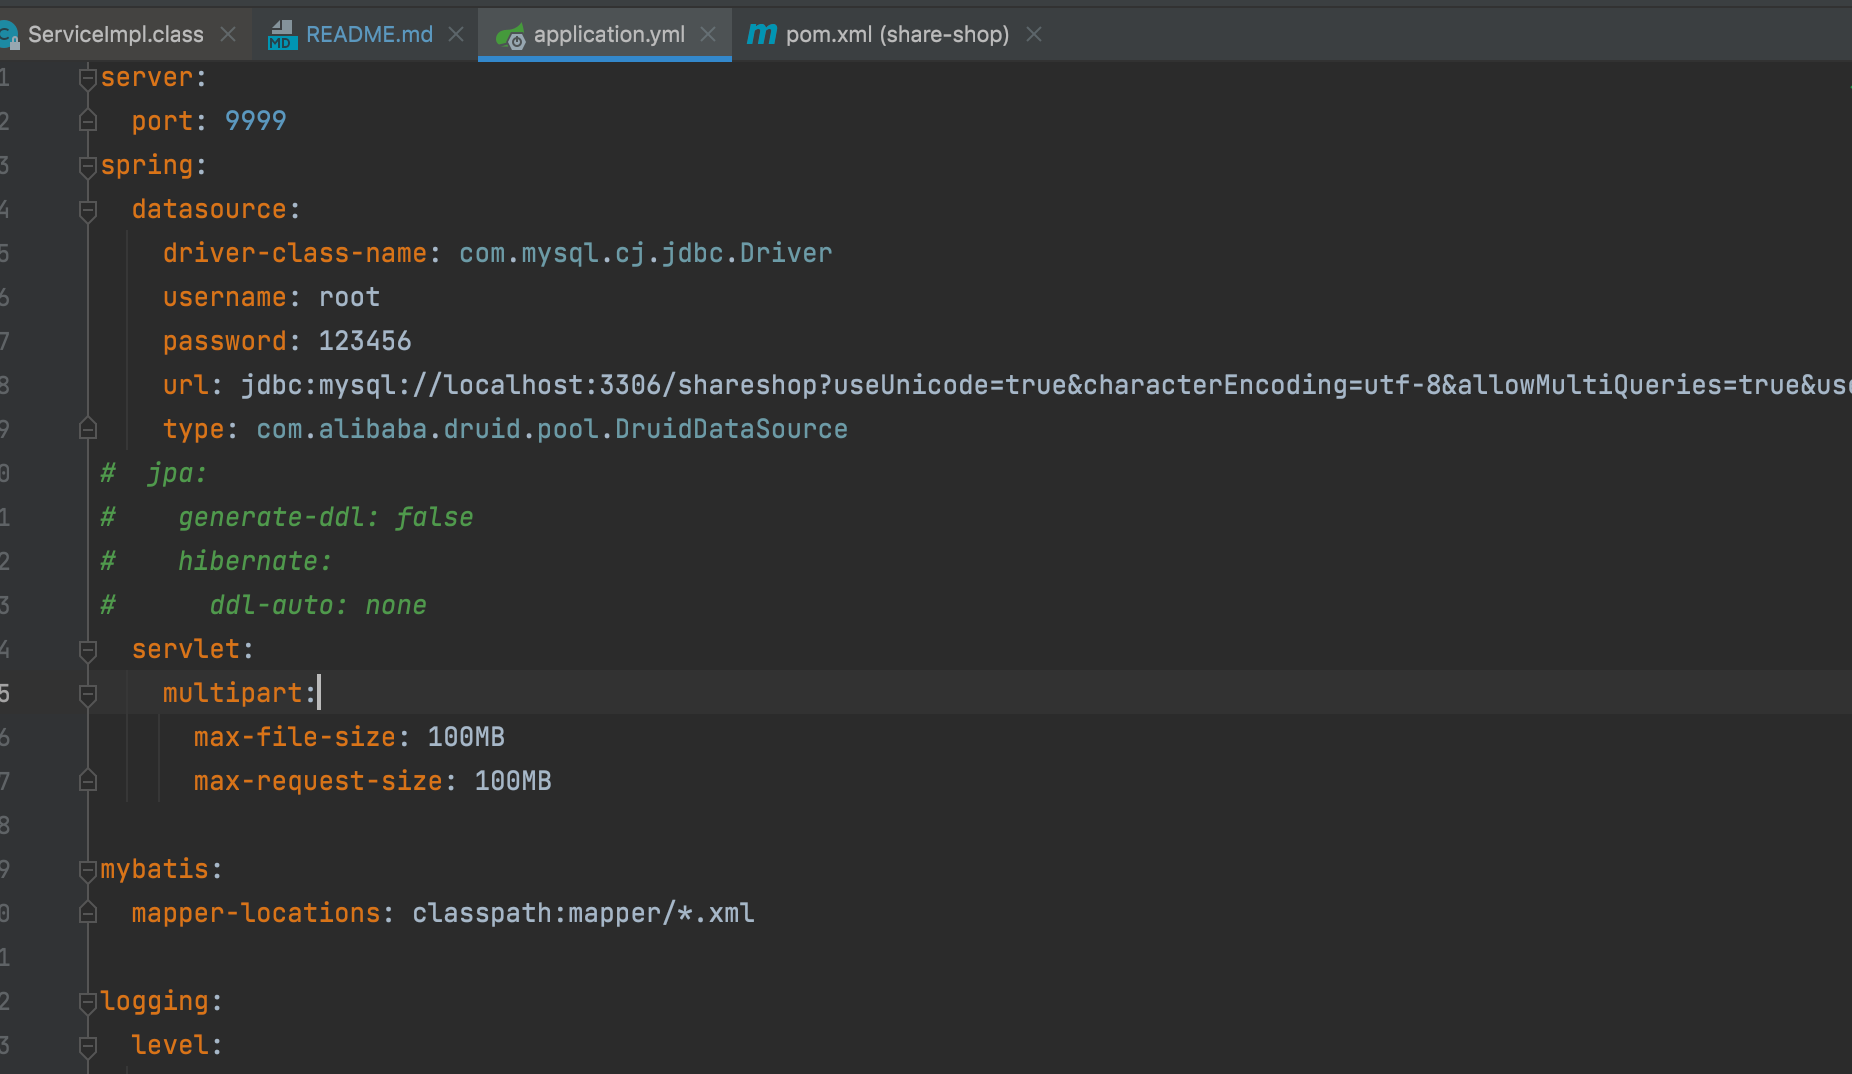 ServiceImpl.class README.md application.yml pom.xml (share-shop)
1 server:
2 port: 9999
3 spring:
4 datasource:
5 driver-class-name: com.mysql.cj.jdbc.Driver
6 username: root
7 password: 123456
8 url: jdbc:mysql://localhost:3306/shareshop?useUnicode=true&characterEncoding=utf-8&allowMultiQueries=true&us
9 type: com.alibaba.druid.pool.DruidDataSource
0 # jpa:
1 # generate-ddl: false
2 # hibernate:
3 # ddl-auto: none
4 servlet:
5 multipart:
6 max-file-size: 100MB
7 max-request-size: 100MB
8
9 mybatis:
0 mapper-locations: classpath:mapper/*.xml
1
2 logging:
3 level: